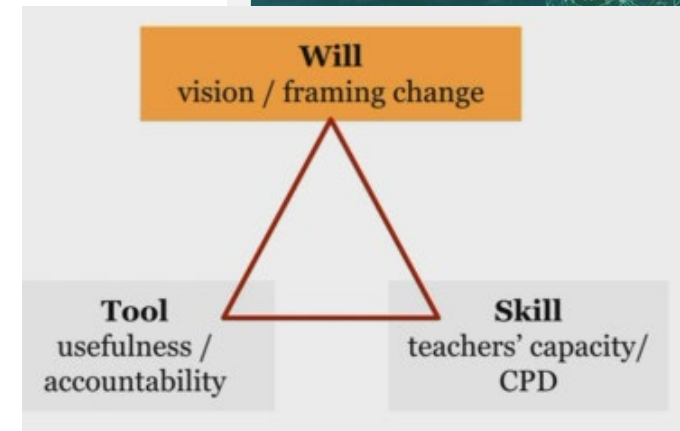 Will
vision / framing change
Tool
usefulness /
accountability
Skill
teachers’ capacity/
CPD